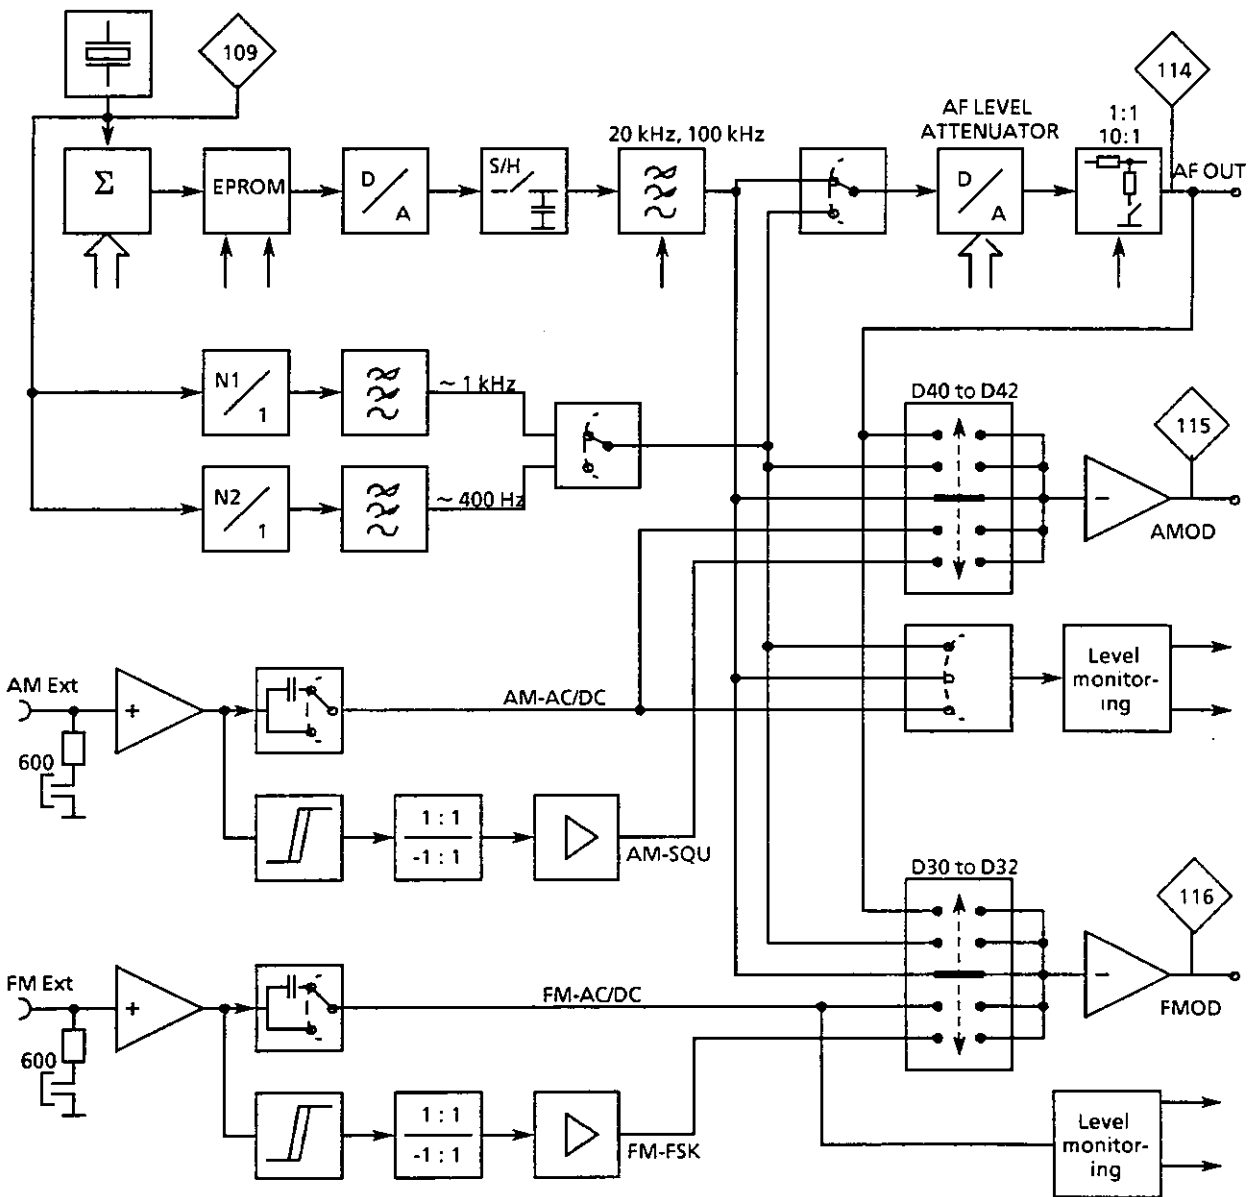 109
114
AF LEVEL
ATTENUATOR
1:1
10:1
20 kHz, 100 kHz
Σ
EPROM
D
A
S/H
D
A
AF OUT
N1
1
~ 1 kHz
D40 to D42
115
N2
1
~ 400 Hz
AMOD
AM Ext
+
600
AM-AC/DC
Level
monitor-
ing
1 : 1
-1 : 1
AM-SQU
D30 to D32
116
FM Ext
+
600
FM-AC/DC
FMOD
1 : 1
-1 : 1
FM-FSK
Level
monitor-
ing